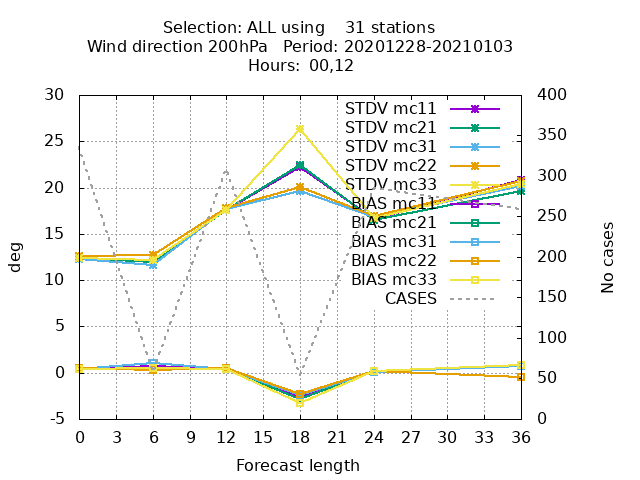 Selection: ALL using    31 stations
Wind direction 200hPa   Period: 20201228-20210103
Hours:  00,12
30
25
20
15
10
5
0
-5
deg
400
350
300
250
200
150
100
50
0
No cases
STDV mc11
STDV mc21
STDV mc31
STDV mc22
STDV mc33
BIAS mc11
BIAS mc21
BIAS mc31
BIAS mc22
BIAS mc33
CASES
0 3 6 9 12 15 18 21 24 27 30 33 36
Forecast length